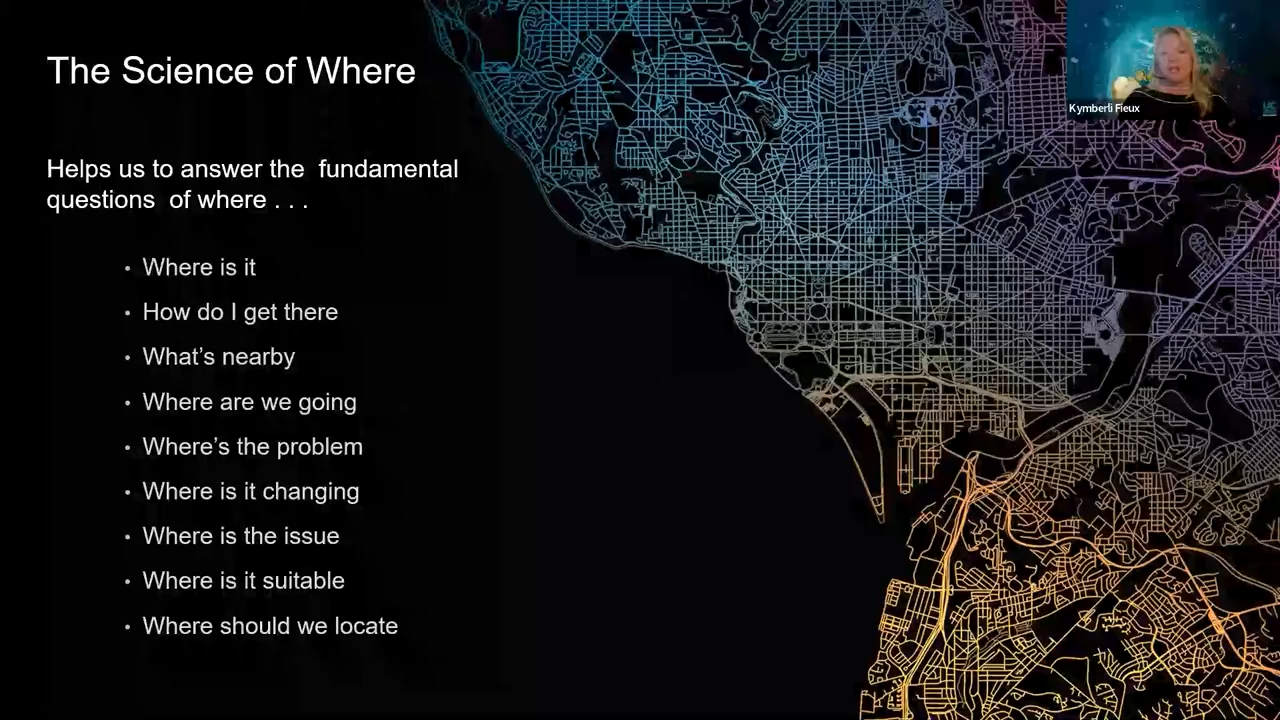 The Science of Where
Kymberli Fieux
Helps us to answer the  fundamental
questions  of where . . .
• Where is it
• How do I get there
• What’s nearby
• Where are we going
• Where’s the problem
• Where is it changing
• Where is the issue
• Where is it suitable
• Where should we locate